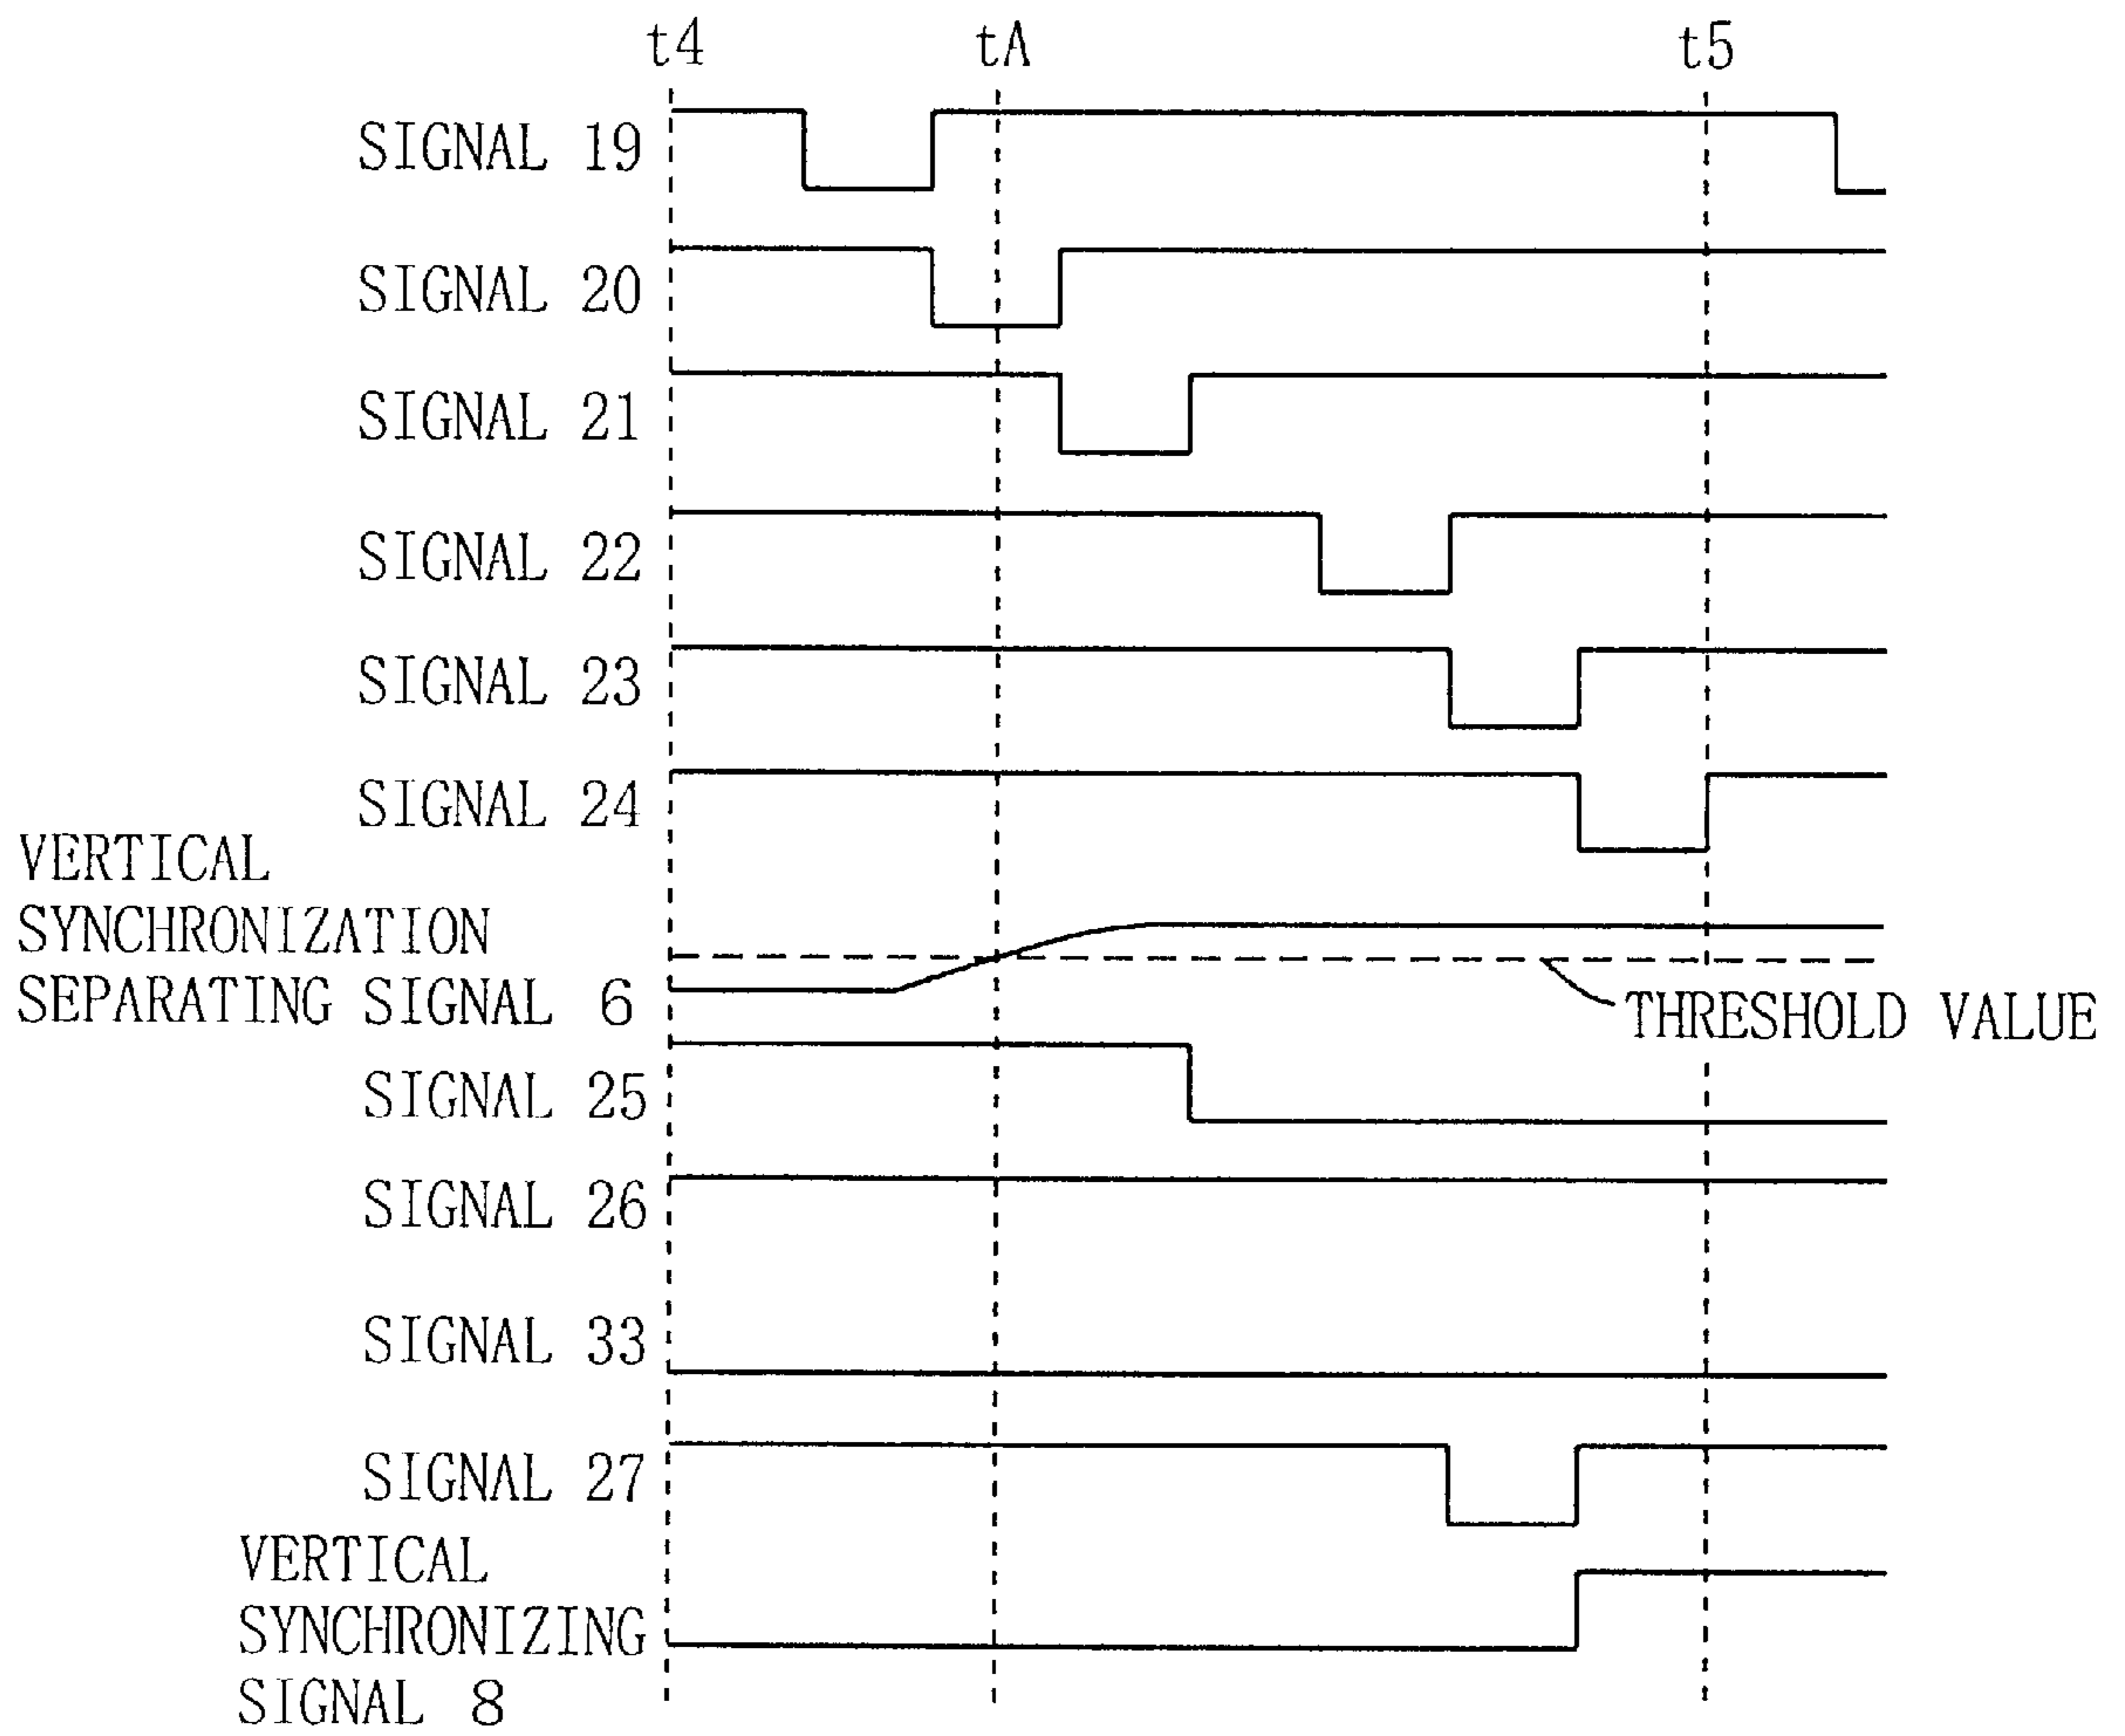 t4 tA t5
SIGNAL 19
SIGNAL 20
SIGNAL 21
SIGNAL 22
SIGNAL 23
SIGNAL 24
VERTICAL
SYNCHRONIZATION
SEPARATING SIGNAL 6
THRESHOLD VALUE
SIGNAL 25
SIGNAL 26
SIGNAL 33
SIGNAL 27
VERTICAL
SYNCHRONIZING
SIGNAL 8